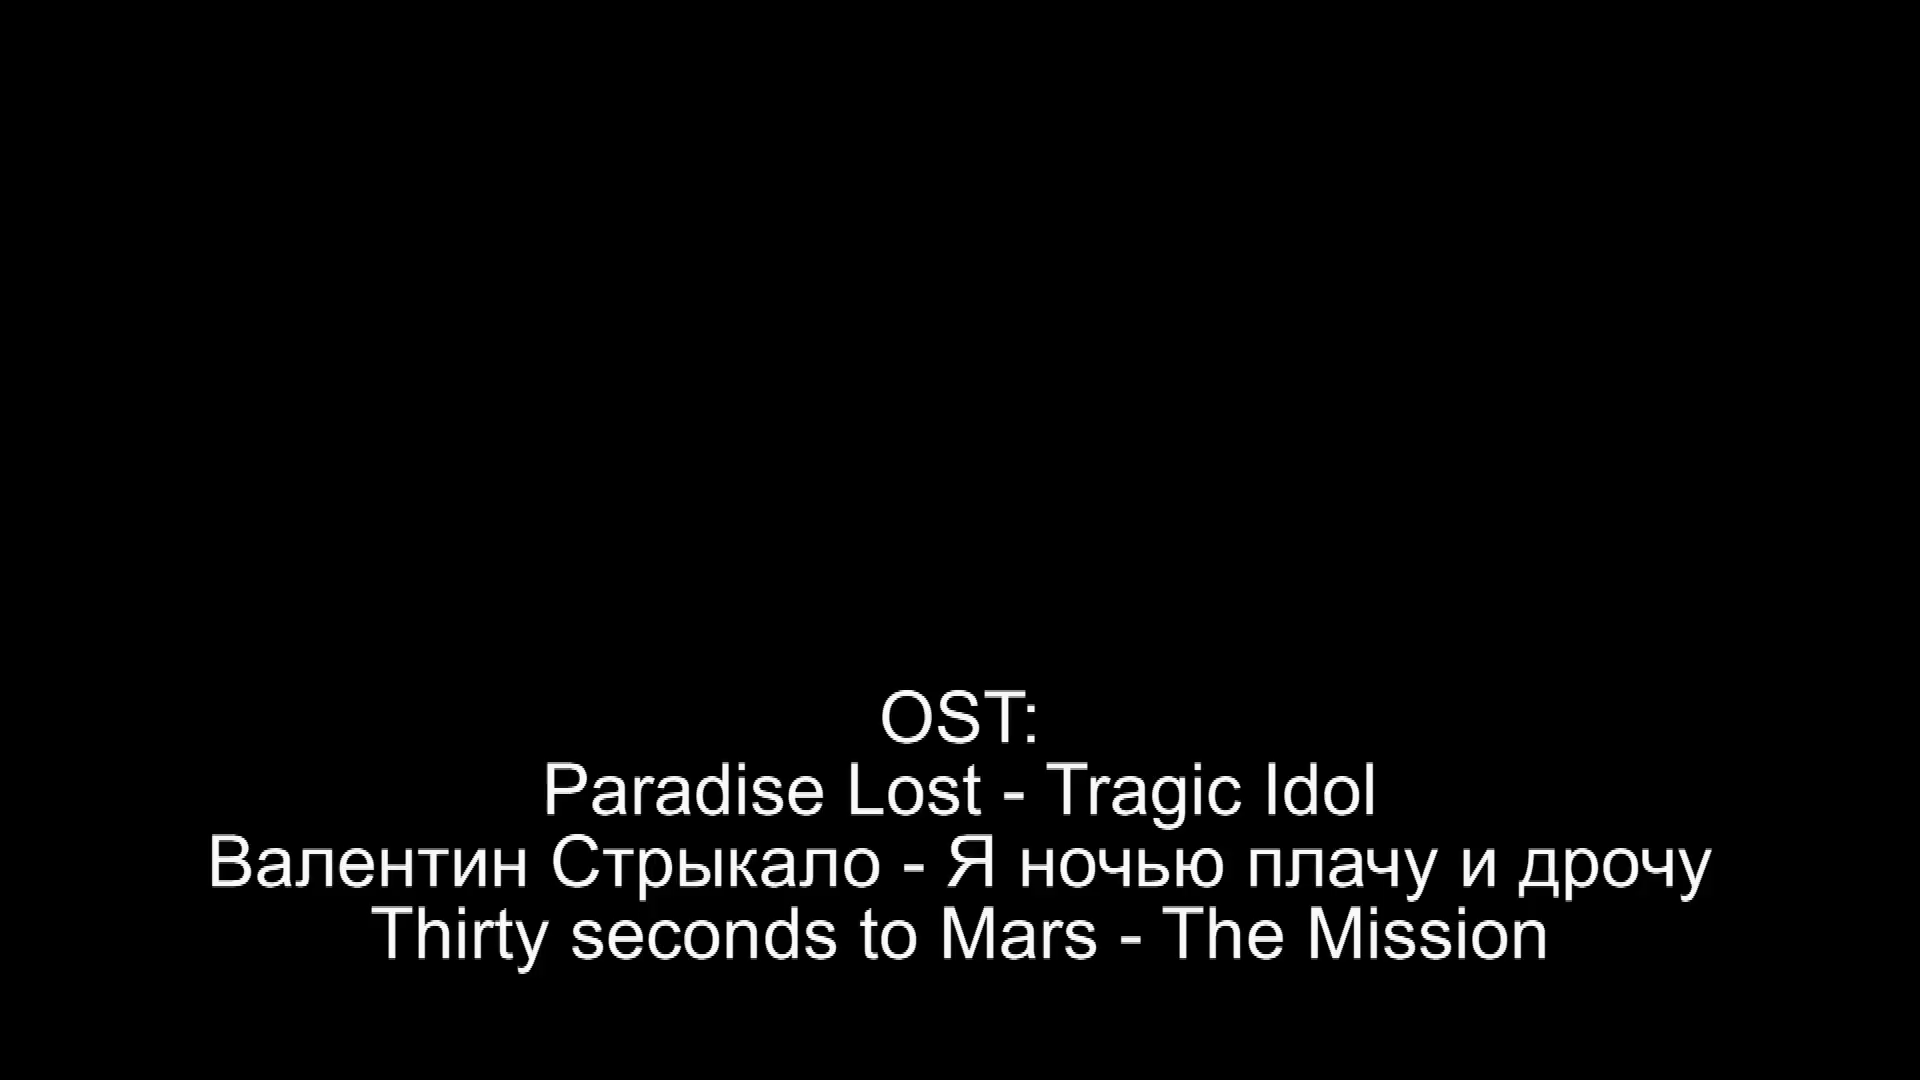 OST:
Paradise Lost - Tragic Idol
Валентин Стрыкало - Я ночью плачу и дрочу
Thirty seconds to Mars - The Mission